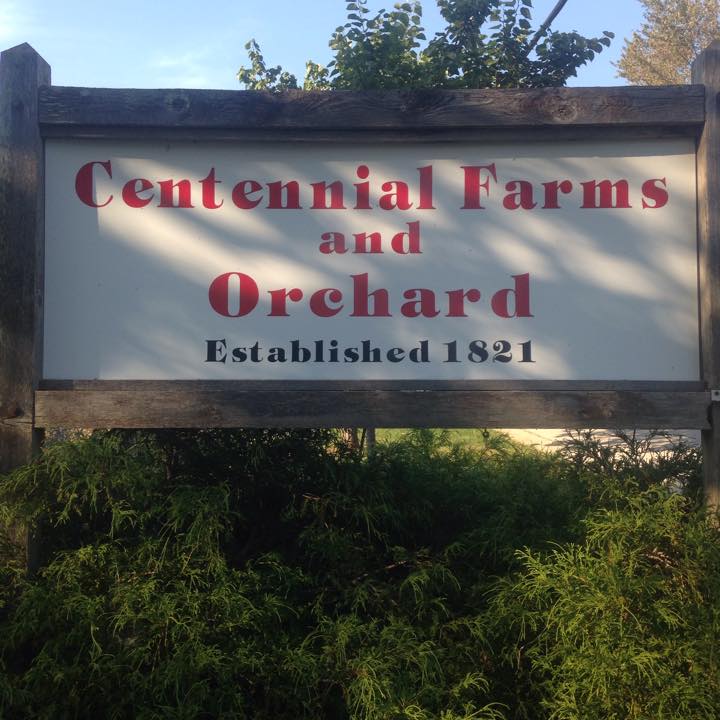 Centennial Farms
and
Orchard
Established 1821